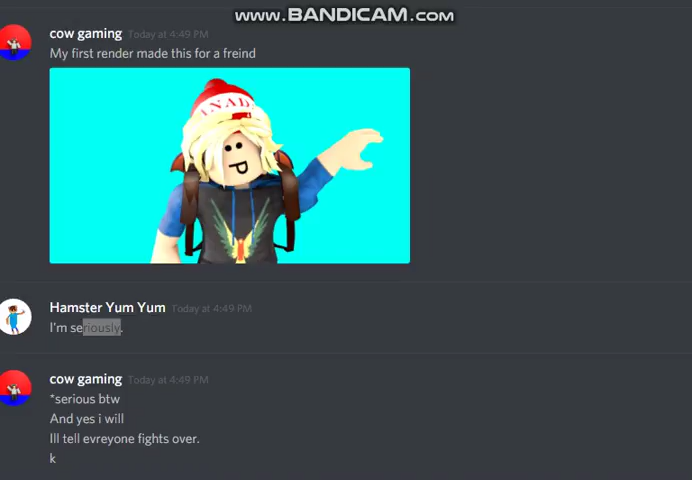 www.BANDICAM.com
cow gaming Today at 4:49 PM
My first render made this for a freind
NAD
Hamster Yum Yum Today at 4:49 PM
I'm seriously.
cow gaming Today at 4:49 PM
*serious btw
And yes i will
Ill tell evreyone fights over.
k